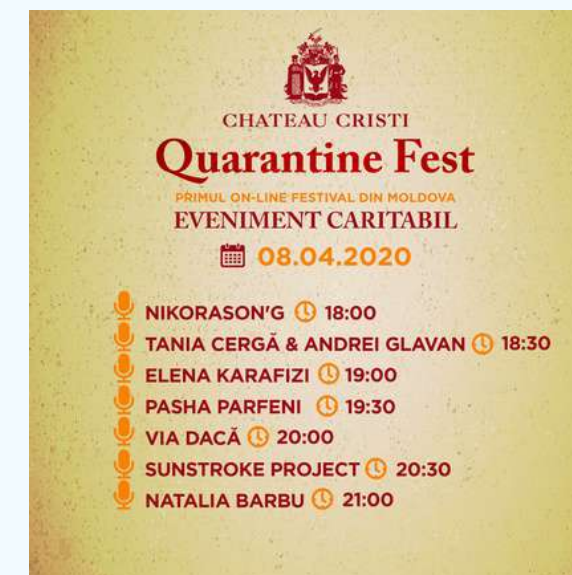 CHATEAU CRISTI
Quarantine Fest
PRIMUL ON-LINE FESTIVAL DIN MOLDOVA
EVENIMENT CARITABIL
08.04.2020
NIKORASON'G 18:00
TANIA CERGĂ & ANDREI GLAVAN 18:30
ELENA KARAFIZI 19:00
PASHA PARFENI 19:30
VIA DACĂ 20:00
SUNSTROKE PROJECT 20:30
NATALIA BARBU 21:00